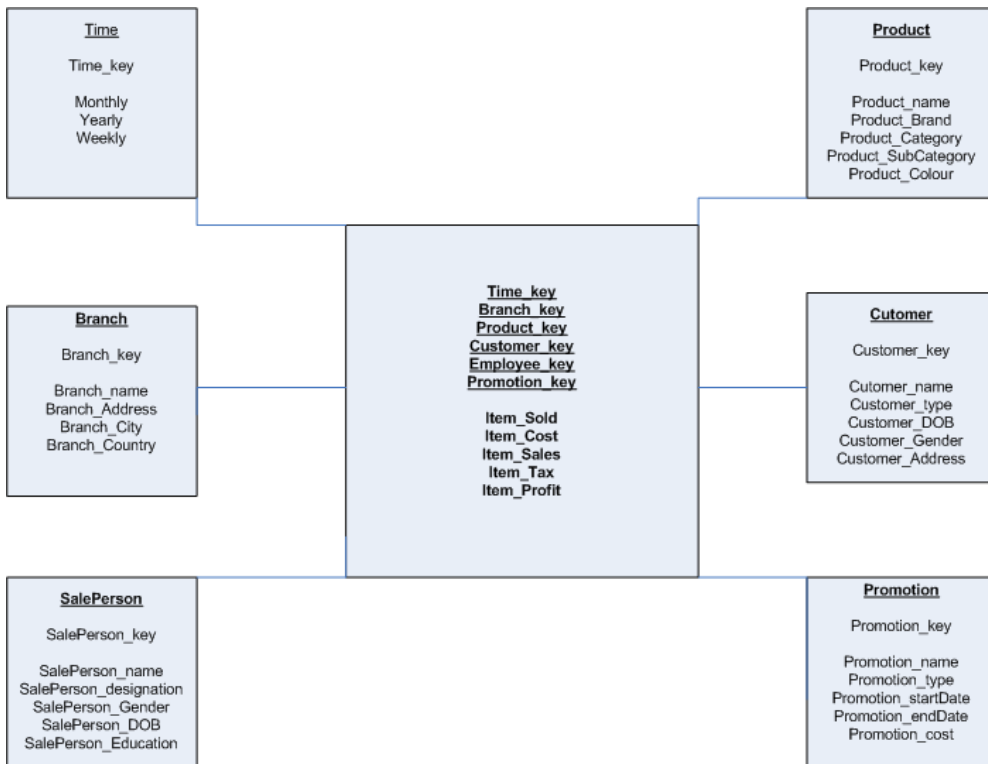 Time
Time_key
Monthly
Yearly
Weekly
Product
Product_key
Product_name
Product_Brand
Product_Category
Product_SubCategory
Product_Colour
Branch
Branch_key
Branch_name
Branch_Address
Branch_City
Branch_Country
Time_key
Branch_key
Product_key
Customer_key
Employee_key
Promotion_key
Item_Sold
Item_Cost
Item_Sales
Item_Tax
Item_Profit
Cutomer
Customer_key
Cutomer_name
Customer_type
Customer_DOB
Customer_Gender
Customer_Address
SalePerson
SalePerson_key
SalePerson_name
SalePerson_designation
SalePerson_Gender
SalePerson_DOB
SalePerson_Education
Promotion
Promotion_key
Promotion_name
Promotion_type
Promotion_startDate
Promotion_endDate
Promotion_cost